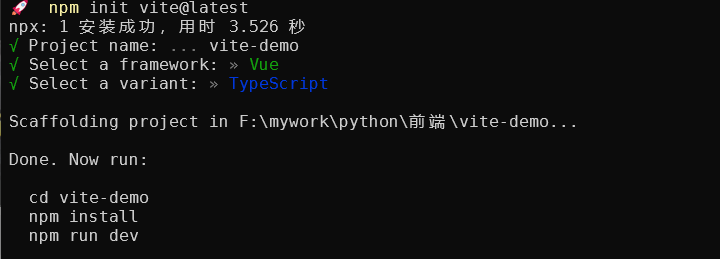 npm init vite@latest
npx: 1 安装成功，用时 3.526 秒
√ Project name: ... vite-demo
√ Select a framework: » Vue
√ Select a variant: » TypeScript
Scaffolding project in F:\mywork\python\前端\vite-demo...
Done. Now run:
cd vite-demo
npm install
npm run dev